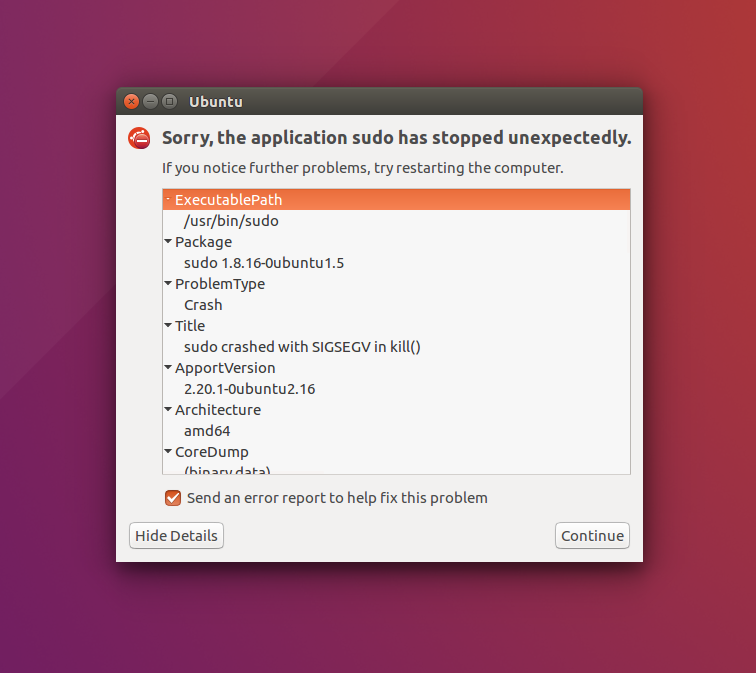 Ubuntu
Sorry, the application sudo has stopped unexpectedly.
If you notice further problems, try restarting the computer.
ExecutablePath
/usr/bin/sudo
Package
sudo 1.8.16-0ubuntu1.5
ProblemType
Crash
Title
sudo crashed with SIGSEGV in kill()
ApportVersion
2.20.1-0ubuntu2.16
Architecture
amd64
CoreDump
(binary data)
Send an error report to help fix this problem
Hide Details
Continue